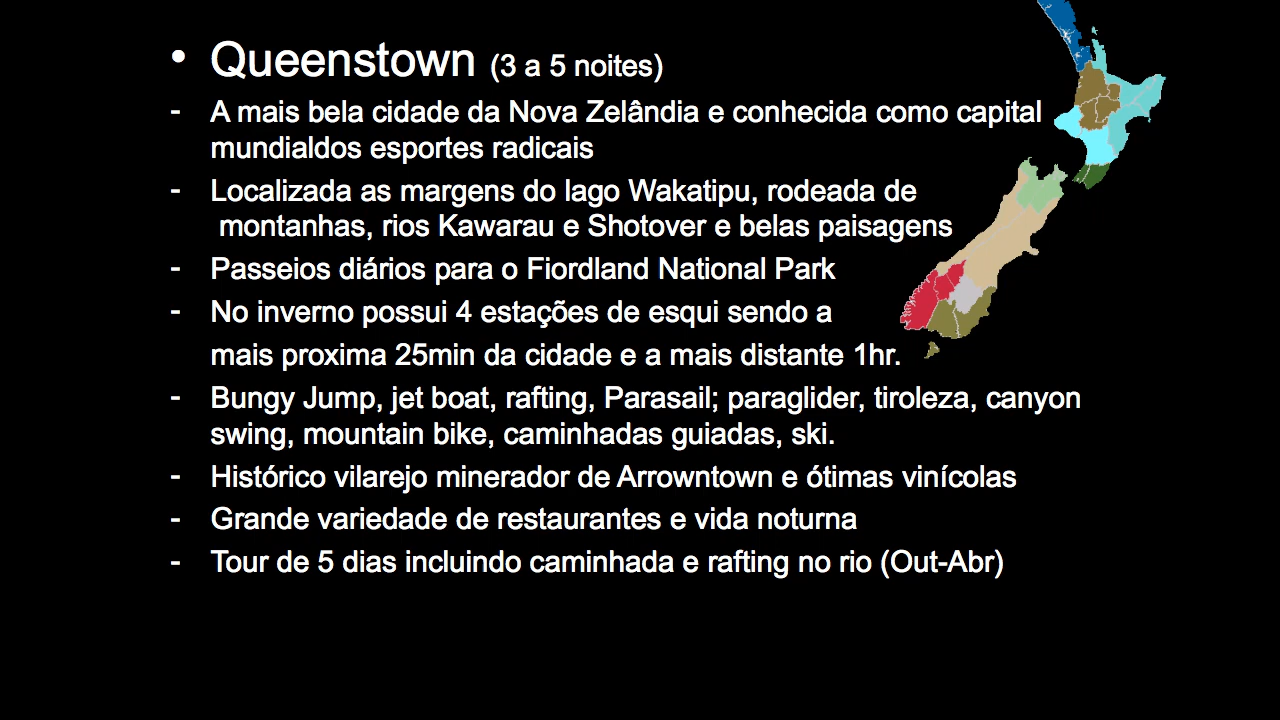 • Queenstown (3 a 5 noites)
- A mais bela cidade da Nova Zelândia e conhecida como capital
mundialdos esportes radicais
- Localizada as margens do lago Wakatipu, rodeada de
montanhas, rios Kawarau e Shotover e belas paisagens
- Passeios diários para o Fiordland National Park
- No inverno possui 4 estações de esqui sendo a
mais proxima 25min da cidade e a mais distante 1hr.
- Bungy Jump, jet boat, rafting, Parasail; paraglider, tiroleza, canyon
swing, mountain bike, caminhadas guiadas, ski.
- Histórico vilarejo minerador de Arrowntown e ótimas vinícolas
- Grande variedade de restaurantes e vida noturna
- Tour de 5 dias incluindo caminhada e rafting no rio (Out-Abr)